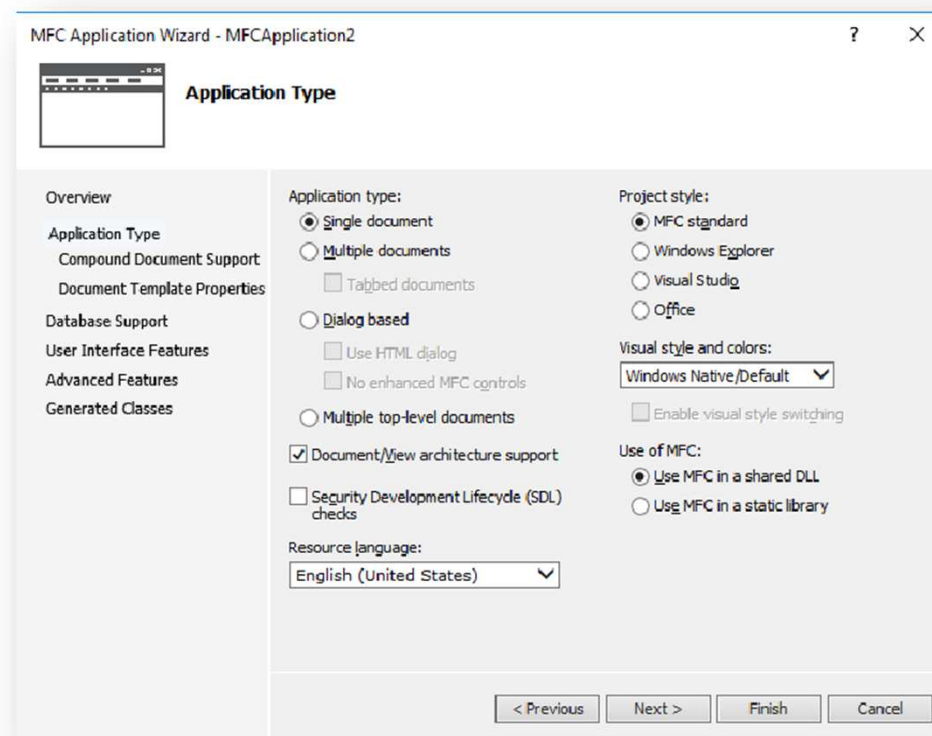 MFC Application Wizard - MFCApplication2 ?
Application Type
Overview
Application Type
Compound Document Support
Document Template Properties
Database Support
User Interface Features
Advanced Features
Generated Classes
Application type:
Single document
Multiple documents
Tabbed documents
Dialog based
Use HTML dialog
No enhanced MFC controls
Multiple top-level documents
Document/View architecture support
Security Development Lifecycle (SDL)
checks
Resource language:
English (United States)
Project style:
MFC standard
Windows Explorer
Visual Studio
Office
Visual style and colors:
Windows Native/Default
Enable visual style switching
Use of MFC:
Use MFC in a shared DLL
Use MFC in a static library
< Previous Next > Finish Cancel